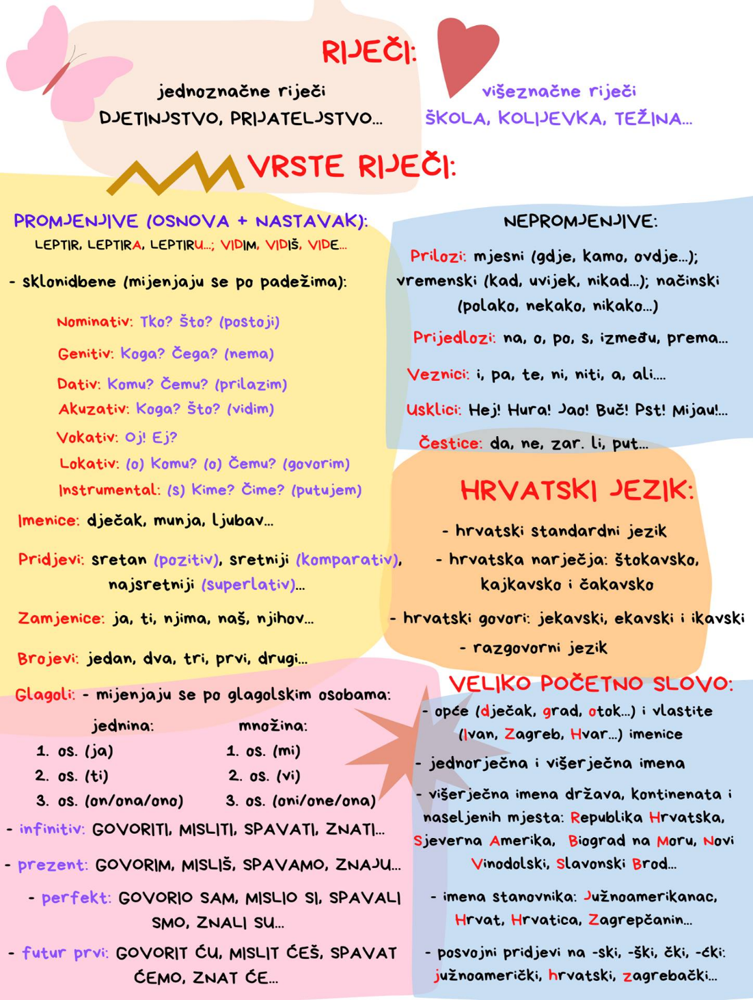 RIJEČI:
jednoznačne riječi
DJETINJSTVO, PRIJATELJSTVO...
višeznačne riječi
ŠKOLA, KOLIJEVKA, TEŽINA...
VRSTE RIJEČI:
PROMJENJIVE (OSNOVA + NASTAVAK):
LEPTIR, LEPTIRA, LEPTIRU...; VIDIM, VIDIŠ, VIDE...
- sklonidbene (mijenjaju se po padežima):
Nominativ: Tko? Što? (postoji)
Genitiv: Koga? Čega? (nema)
Dativ: Komu? Čemu? (prilazim)
Akuzativ: Koga? Što? (vidim)
Vokativ: Oj! Ej?
Lokativ: (o) Komu? (o) Čemu? (govorim)
Instrumental: (s) Kime? Čime? (putujem)
Imenice: dječak, munja, ljubav...
Pridjevi: sretan (pozitiv), sretniji (komparativ),
najsretniji (superlativ)...
Zamjenice: ja, ti, njima, naš, njihov...
Brojevi: jedan, dva, tri, prvi, drugi...
Glagoli: - mijenjaju se po glagolskim osobama:
jednina:
1. os. (ja)
2. os. (ti)
3. os. (on/ona/ono)
množina:
1. os. (mi)
2. os. (vi)
3. os. (oni/one/ona)
- infinitiv: GOVORITI, MISLITI, SPAVATI, ZNATI...
- prezent: GOVORIM, MISLIŠ, SPAVAMO, ZNAJU...
- perfekt: GOVORIO SAM, MISLIO SI, SPAVALI
SMO, ZNALI SU...
- futur prvi: GOVORIT ĆU, MISLIT ĆEŠ, SPAVAT
ĆEMO, ZNAT ĆE...
NEPROMJENJIVE:
Prilozi: mjesni (gdje, kamo, ovdje...);
vremenski (kad, uvijek, nikad...); načinski
(polako, nekako, nikako...)
Prijedlozi: na, o, po, s, između, prema...
Veznici: i, pa, te, ni, niti, a, ali....
Usklici: Hej! Hura! Jao! Buč! Pst! Mijau!...
Čestice: da, ne, zar. li, put...
HRVATSKI JEZIK:
- hrvatski standardni jezik
- hrvatska narječja: štokavsko,
kajkavsko i čakavsko
- hrvatski govori: jekavski, ekavski i ikavski
- razgovorni jezik
VELIKO POČETNO SLOVO:
- opće (dječak, grad, otok...) i vlastite
(Ivan, Zagreb, Hvar...) imenice
- jednorječna i višerječna imena
- višerječna imena država, kontinenata i
naseljenih mjesta: Republika Hrvatska,
Sjeverna Amerika, Biograd na Moru, Novi
Vinodolski, Slavonski Brod...
- imena stanovnika: Južnoamerikanac,
Hrvat, Hrvatica, Zagrepčanin...
- posvojni pridjevi na -ski, -ški, čki, -ćki:
južnoamerički, hrvatski, zagrebački...